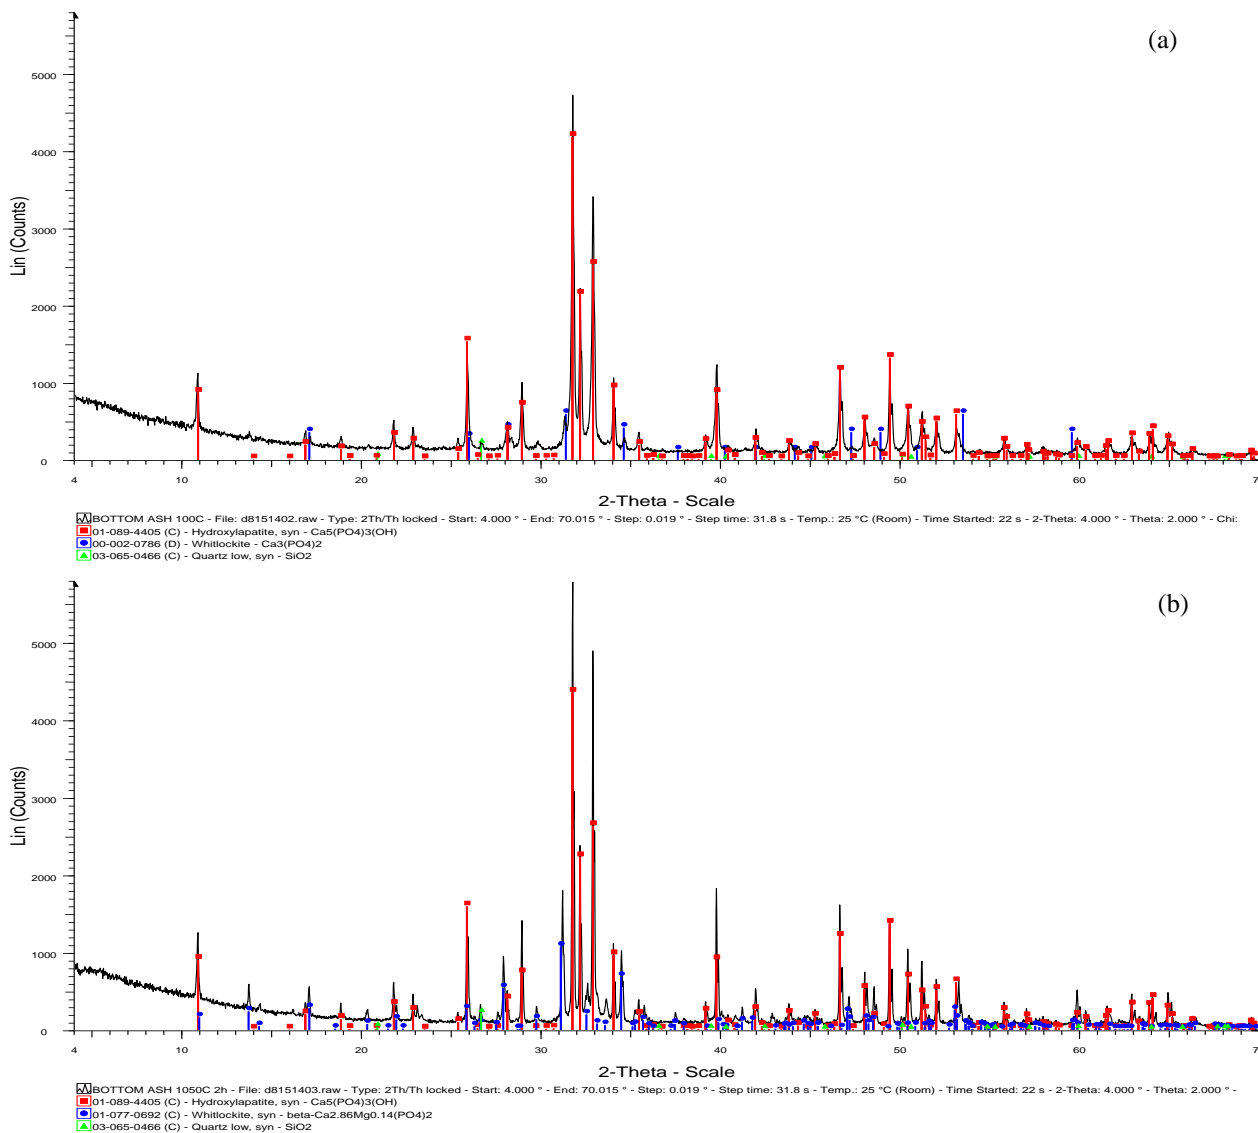 (a)
5000
4000
3000
2000
1000
0
Lin (Counts)
4 10 20 30 40 50 60 7
2-Theta - Scale
BOTTOM ASH 100C - File: d8151402.raw - Type: 2Th/Th locked - Start: 4.000 ° - End: 70.015 ° - Step: 0.019 ° - Step time: 31.8 s - Temp.: 25 °C (Room) - Time Started: 22 s - 2-Theta: 4.000 ° - Theta: 2.000 ° - Chi:
01-089-4405 (C) - Hydroxylapatite, syn - Ca5(PO4)3(OH)
00-002-0786 (D) - Whitlockite - Ca3(PO4)2
03-065-0466 (C) - Quartz low, syn - SiO2
(b)
5000
4000
3000
2000
1000
0
Lin (Counts)
4 10 20 30 40 50 60 7
2-Theta - Scale
BOTTOM ASH 1050C 2h - File: d8151403.raw - Type: 2Th/Th locked - Start: 4.000 ° - End: 70.015 ° - Step: 0.019 ° - Step time: 31.8 s - Temp.: 25 °C (Room) - Time Started: 22 s - 2-Theta: 4.000 ° - Theta: 2.000 ° -
01-089-4405 (C) - Hydroxylapatite, syn - Ca5(PO4)3(OH)
01-077-0692 (C) - Whitlockite, syn - beta-Ca2.86Mg0.14(PO4)2
03-065-0466 (C) - Quartz low, syn - SiO2